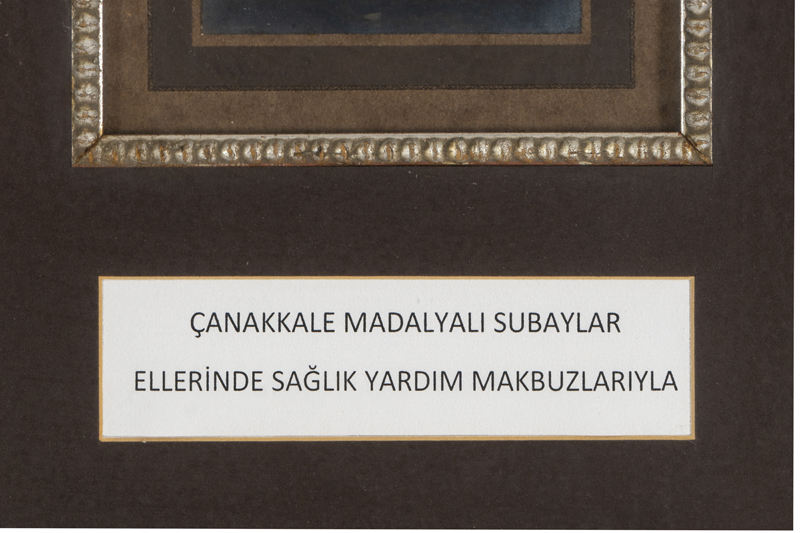 ÇANAKKALE MADALYALI SUBAYLAR
ELLERİNDE SAĞLIK YARDIM MAKBUZLARIYLA